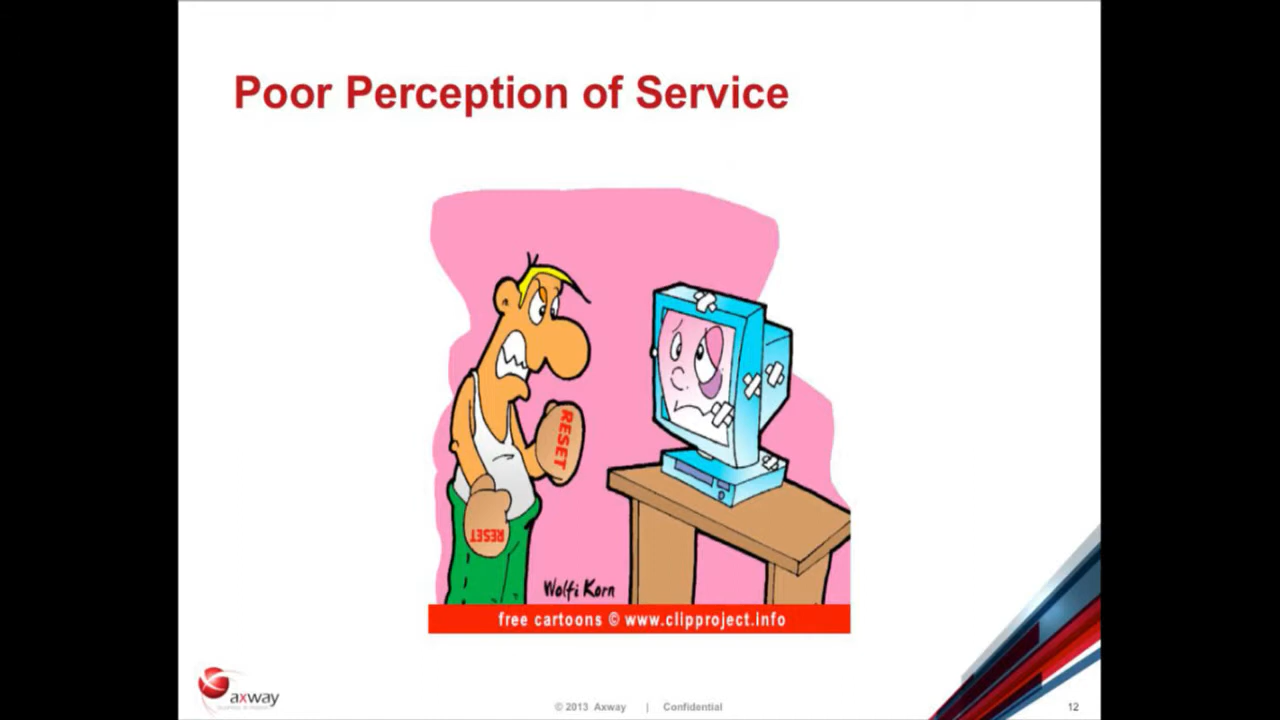 Poor Perception of Service
RESET
RESET
Wolfi Korn
free cartoons © www.clipproject.info
axway
© 2013 Axway | Confidential
12